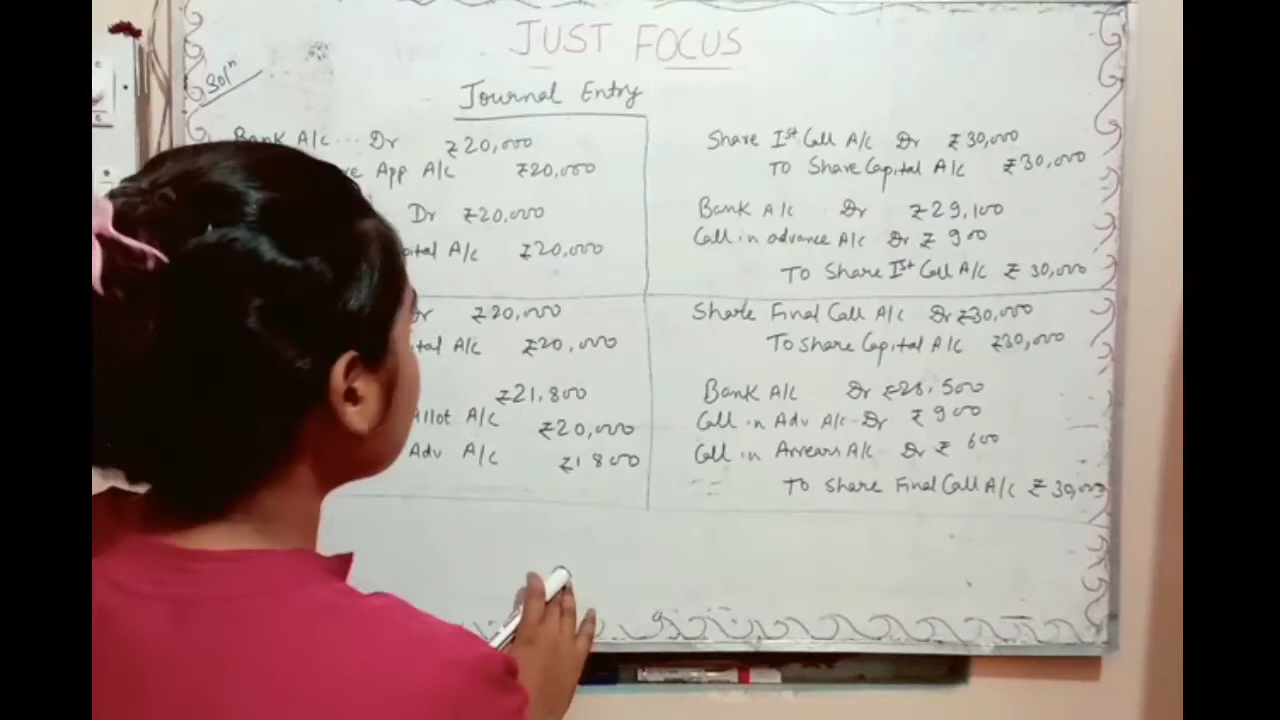 JUST FOCUS
Solⁿ
Journal Entry
Bank A/c ... Dr ₹20,000
App A/c ₹20,000
Dr ₹20,000
A/c ₹20,000
₹20,000
A/c ₹20,000
₹21,800
Allot A/c ₹20,000
Adv A/c ₹1800
Share Iˢᵗ Call A/c Dr ₹30,000
To Share Capital A/c ₹30,000
Bank A/c Dr ₹29,100
Call in advance A/c Dr ₹900
To Share Iˢᵗ Call A/c ₹30,000
Share Final Call A/c Dr ₹30,000
To Share Capital A/c ₹30,000
Bank A/c Dr ₹28,500
Call in Adv A/c - Dr ₹900
Call in Arrears A/c Dr ₹600
To Share Final Call A/c ₹30,000